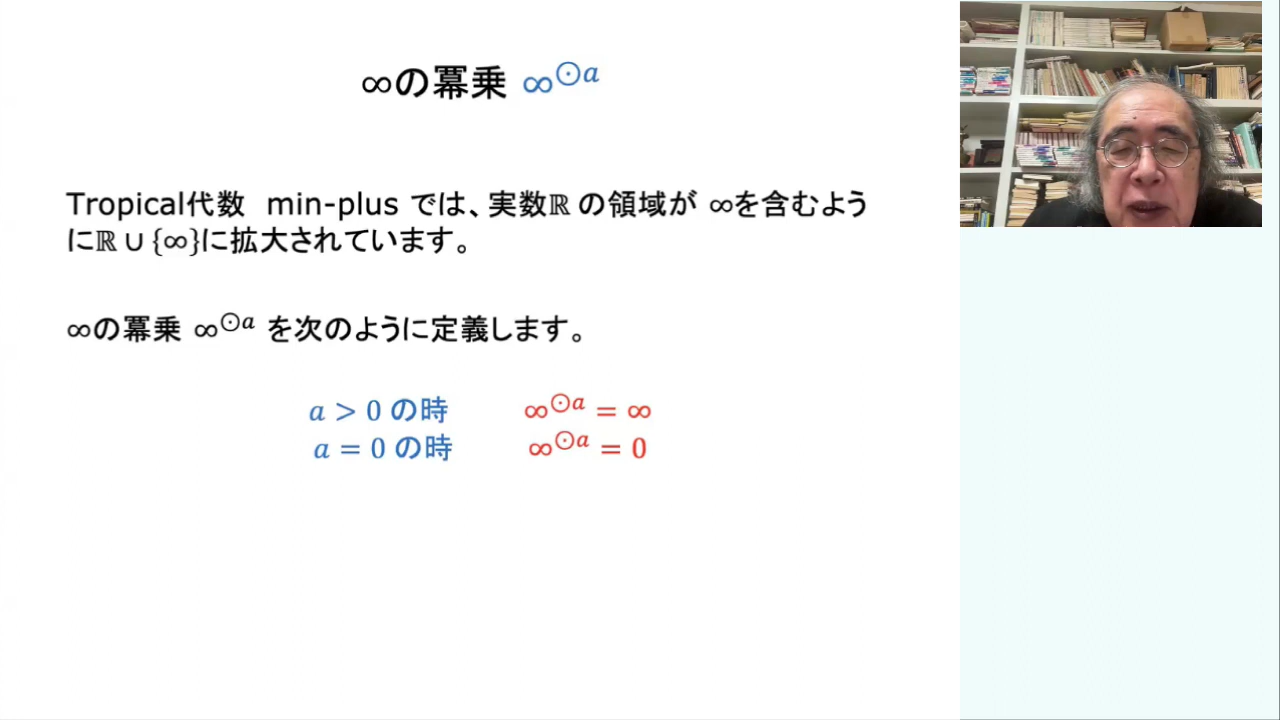 ∞の冪乗 ∞^⊙a
Tropical代数 min-plus では、実数ℝ の領域が ∞を含むよう
にℝ ∪ {∞}に拡大されています。
∞の冪乗 ∞^⊙a を次のように定義します。
a > 0 の時 ∞^⊙a = ∞
a = 0 の時 ∞^⊙a = 0